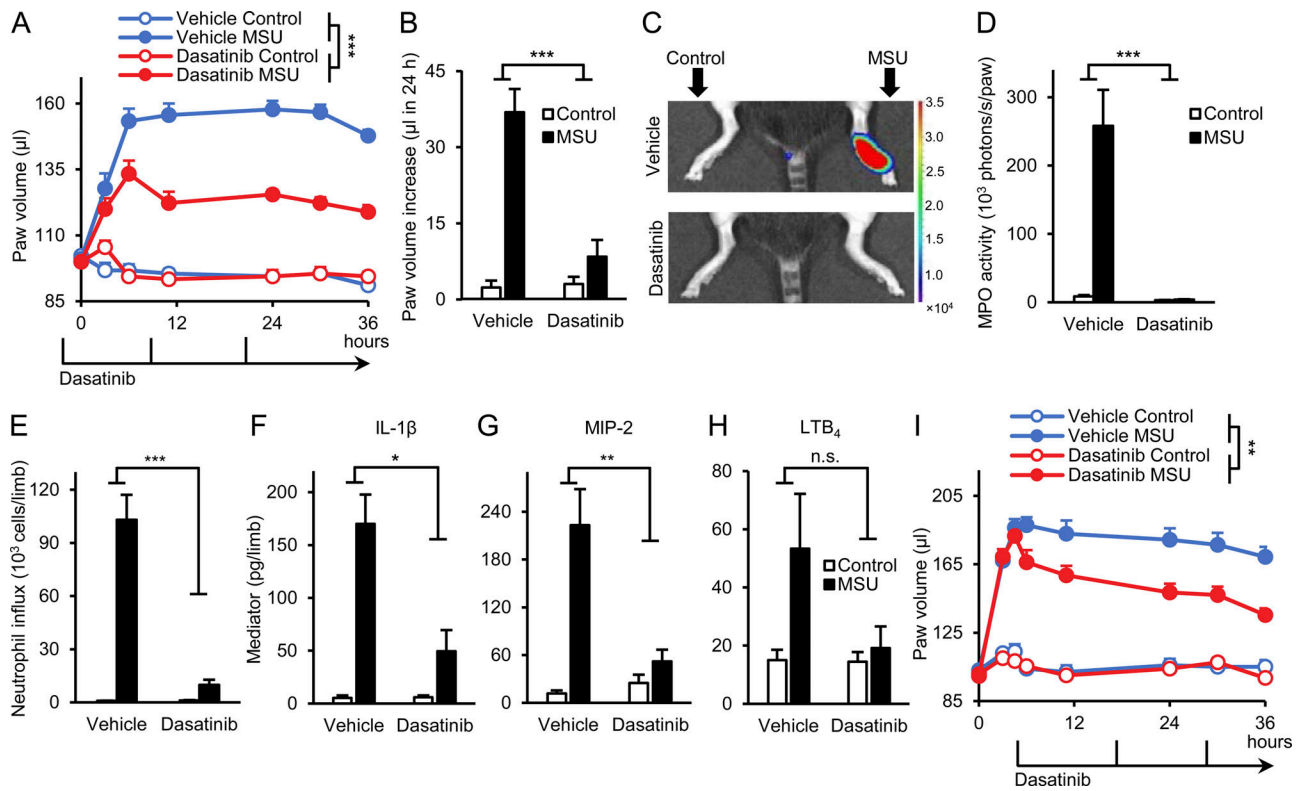 A
Vehicle Control
Vehicle MSU
Dasatinib Control
Dasatinib MSU
***
Paw volume (µl)
160
135
110
85
0
12
24
36
hours
Dasatinib
B
Paw volume increase (µl in 24 h)
45
30
15
0
***
Control
MSU
Vehicle
Dasatinib
C
Control
MSU
Vehicle
Dasatinib
3.5
3.0
2.5
2.0
1.5
1.0
×10⁴
D
MPO activity (10³ photons/s/paw)
300
200
100
0
***
Control
MSU
Vehicle
Dasatinib
E
Neutrophil influx (10³ cells/limb)
120
90
60
30
0
***
Vehicle
Dasatinib
F
IL-1β
Mediator (pg/limb)
200
150
100
50
0
*
Vehicle
Dasatinib
G
MIP-2
240
180
120
60
0
**
Vehicle
Dasatinib
H
LTB₄
80
60
40
20
0
n.s.
Control
MSU
Vehicle
Dasatinib
I
Vehicle Control
Vehicle MSU
Dasatinib Control
Dasatinib MSU
**
Paw volume (µl)
205
165
125
85
0
12
24
36
hours
Dasatinib